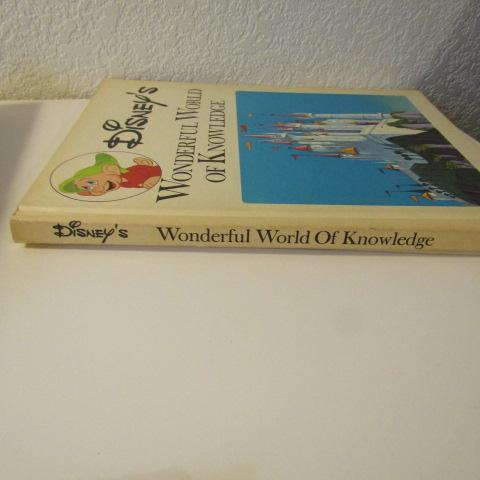 Disney's
Wonderful World
of Knowledge
Disney's Wonderful World Of Knowledge